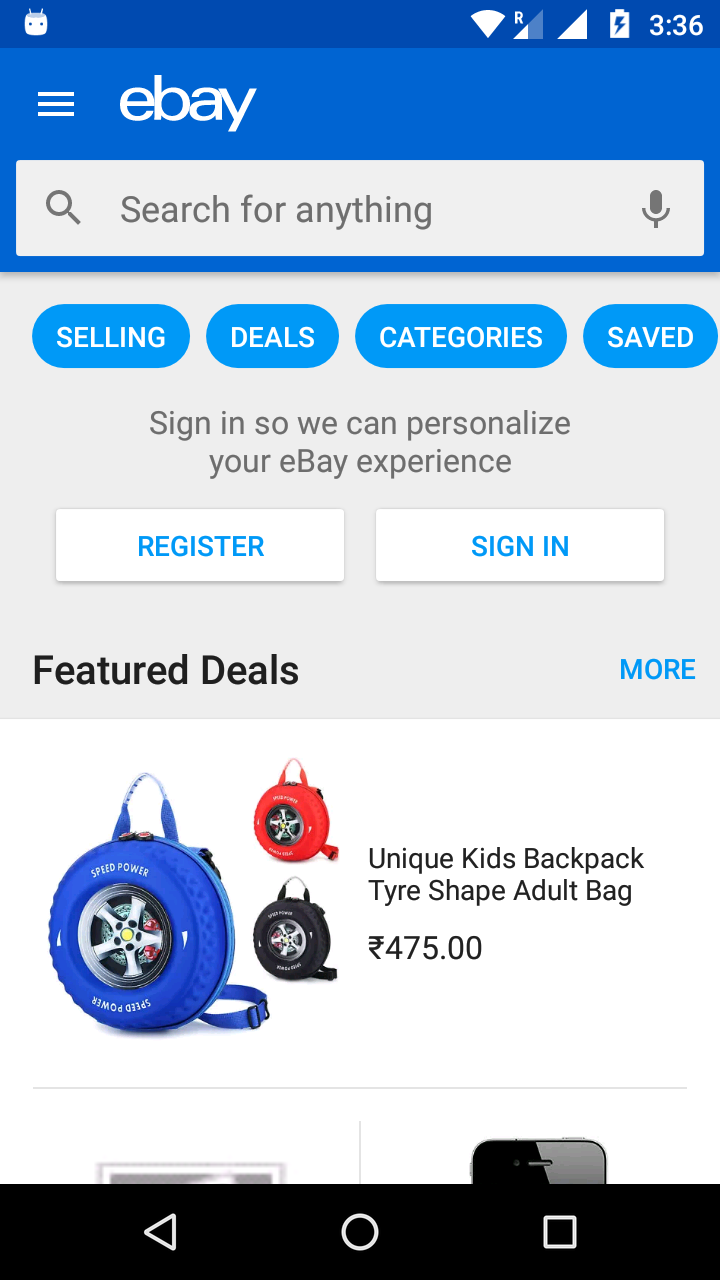 R
3:36
ebay
Search for anything
SELLING
DEALS
CATEGORIES
SAVED
Sign in so we can personalize
your eBay experience
REGISTER
SIGN IN
Featured Deals
MORE
SPEED POWER
SPEED POWER
SPEED POWER
SPEED POWER
SPEED POWER
SPEED POWER
Unique Kids Backpack
Tyre Shape Adult Bag
₹475.00